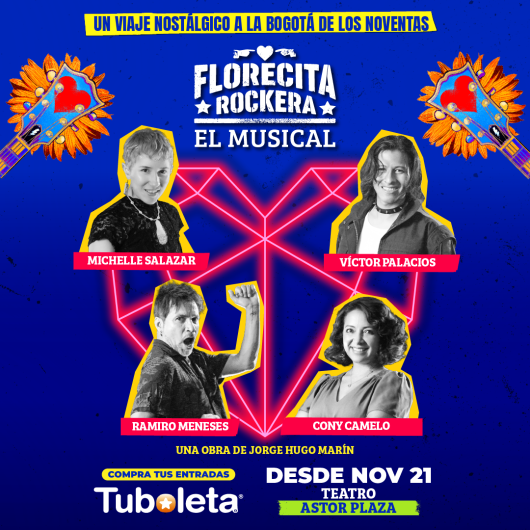 UN VIAJE NOSTÁLGICO A LA BOGOTÁ DE LOS NOVENTAS
FLORECITA
ROCKERA
EL MUSICAL
MICHELLE SALAZAR
VÍCTOR PALACIOS
RAMIRO MENESES
CONY CAMELO
UNA OBRA DE JORGE HUGO MARÍN
COMPRA TUS ENTRADAS
Tuboleta
DESDE NOV 21
TEATRO
ASTOR PLAZA